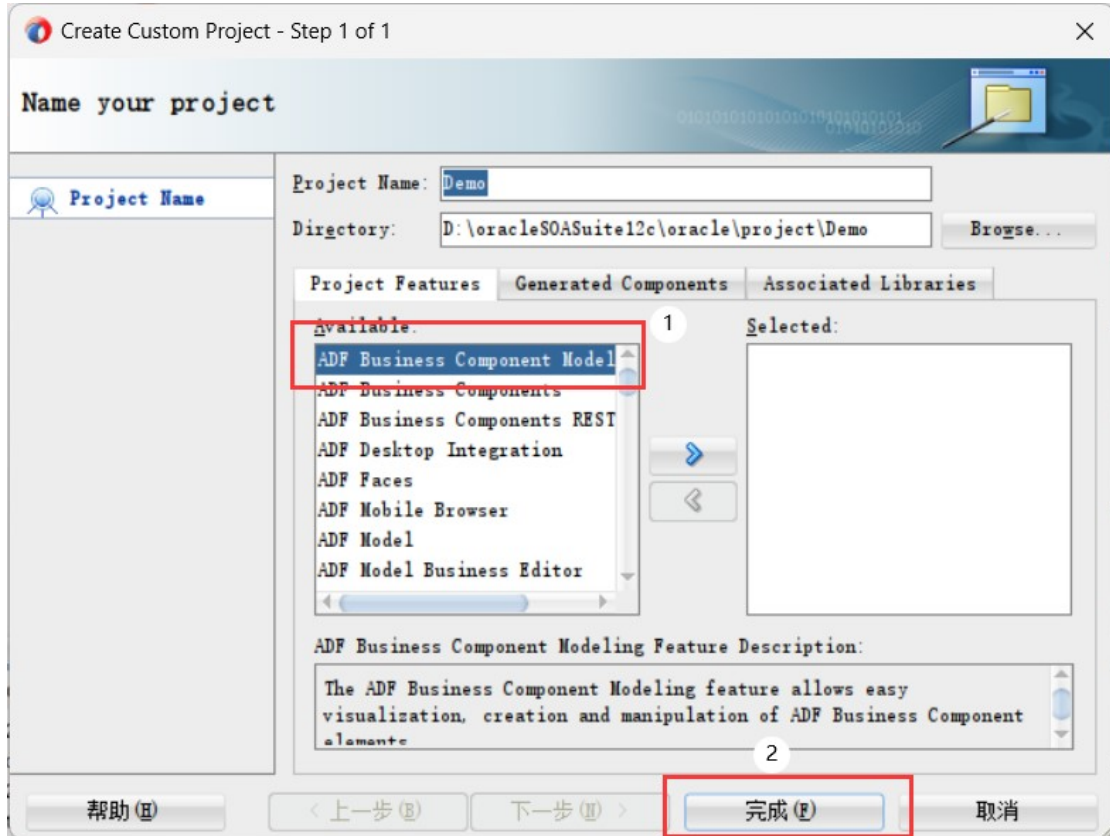 Create Custom Project - Step 1 of 1
Name your project
Project Name
Project Name: Demo
Directory: D:\oracleSOASuite12c\oracle\project\Demo Browse...
Project Features Generated Components Associated Libraries
Available: 1 Selected:
ADF Business Component Model
ADF Business Components
ADF Business Components REST
ADF Desktop Integration
ADF Faces
ADF Mobile Browser
ADF Model
ADF Model Business Editor
ADF Business Component Modeling Feature Description:
The ADF Business Component Modeling feature allows easy
visualization, creation and manipulation of ADF Business Component
elements
2
帮助(H) < 上一步(B) 下一步(N) > 完成(F) 取消